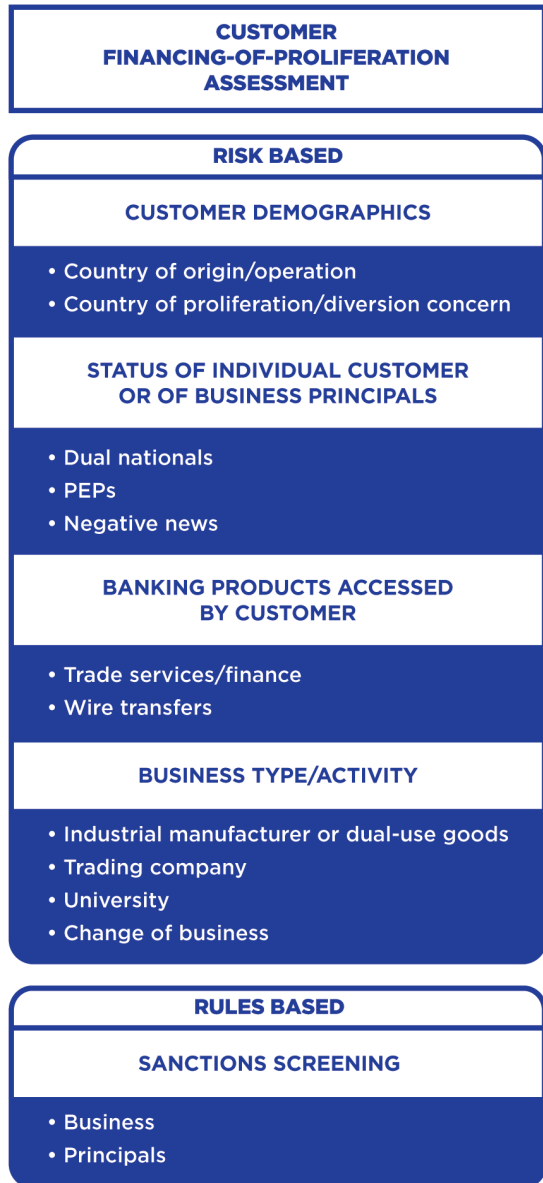 CUSTOMER
FINANCING-OF-PROLIFERATION
ASSESSMENT
RISK BASED
CUSTOMER DEMOGRAPHICS
• Country of origin/operation
• Country of proliferation/diversion concern
STATUS OF INDIVIDUAL CUSTOMER
OR OF BUSINESS PRINCIPALS
• Dual nationals
• PEPs
• Negative news
BANKING PRODUCTS ACCESSED
BY CUSTOMER
• Trade services/finance
• Wire transfers
BUSINESS TYPE/ACTIVITY
• Industrial manufacturer or dual-use goods
• Trading company
• University
• Change of business
RULES BASED
SANCTIONS SCREENING
• Business
• Principals